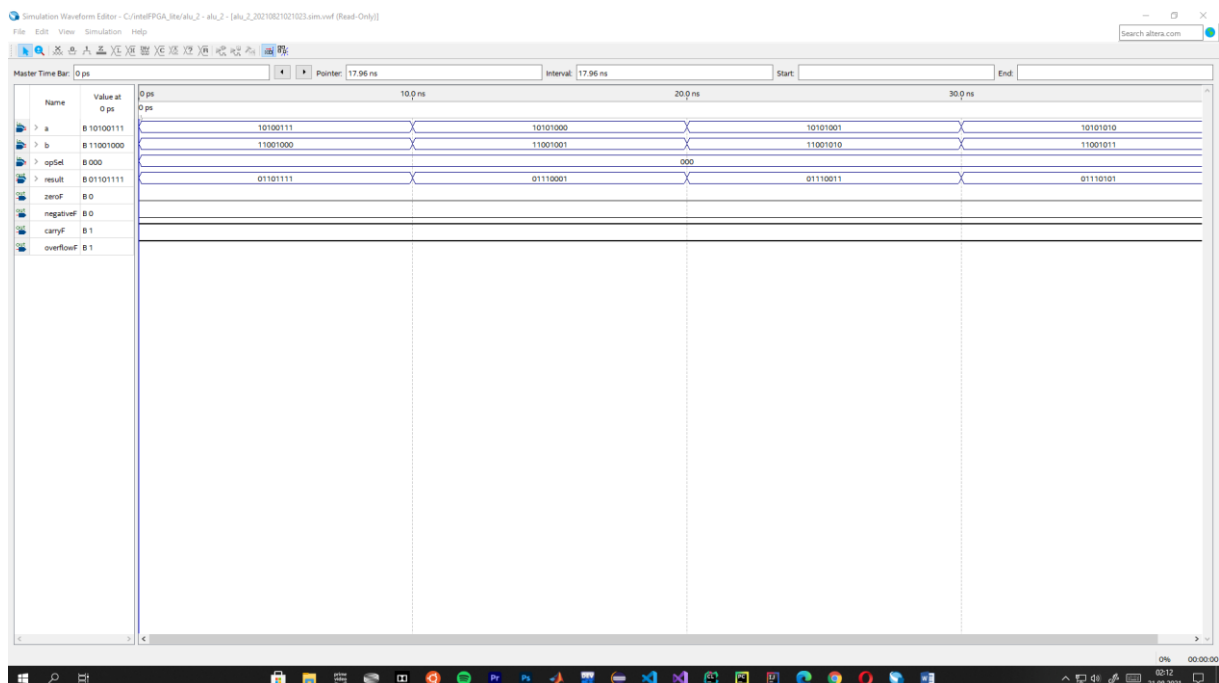 Simulation Waveform Editor - C:/intelFPGA_lite/alu_2 - alu_2 - [alu_2_20210821021023.sim.vwf (Read-Only)]
File Edit View Simulation Help
Search altera.com
Master Time Bar: 0 ps Pointer: 17.96 ns Interval: 17.96 ns Start: End:
Name Value at 0 ps
0 ps 10.0 ns 20.0 ns 30.0 ns
0 ps
a B 10100111 10100111 10101000 10101001 10101010
b B 11001000 11001000 11001001 11001010 11001011
opSel B 000 000
result B 01101111 01101111 01110001 01110011 01110101
zeroF B 0
negativeF B 0
carryF B 1
overflowF B 1
0% 00:00:00
02:12